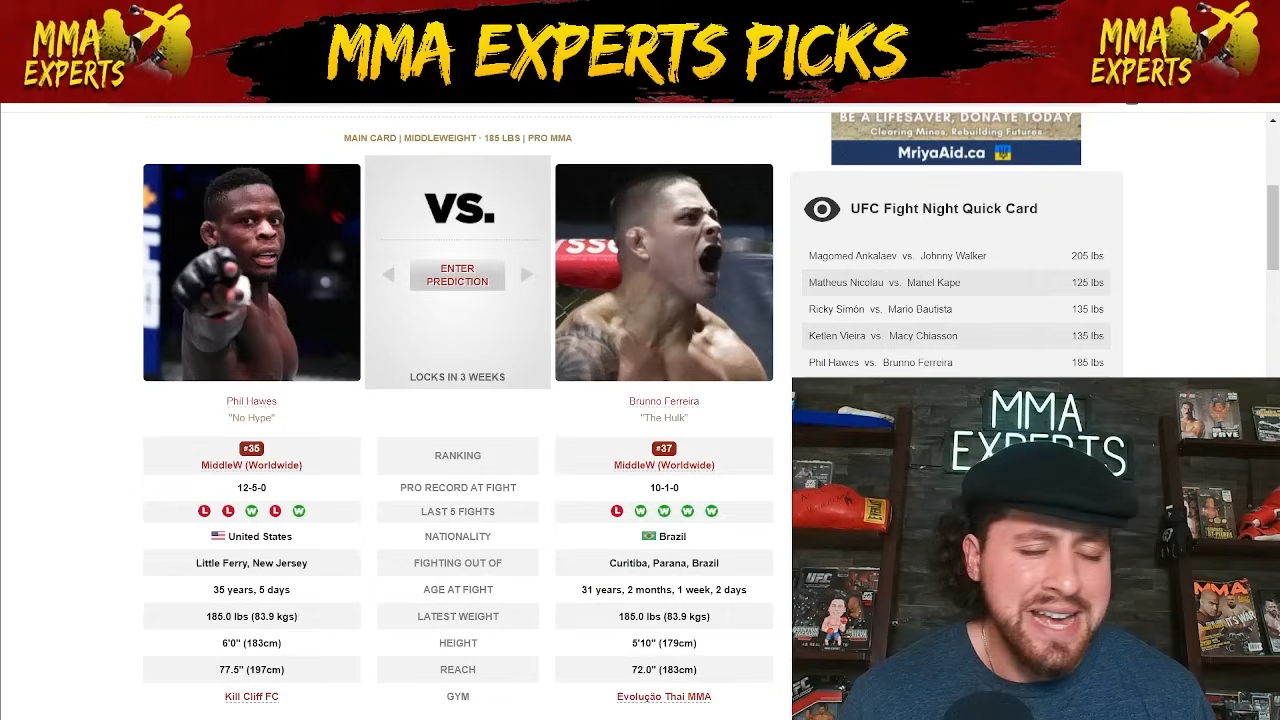 MMA
EXPERTS
MMA EXPERTS PICKS
MMA
EXPERTS
MAIN CARD | MIDDLEWEIGHT · 185 LBS | PRO MMA
BE A LIFESAVER, DONATE TODAY
Clearing Mines, Rebuilding Futures
MriyaAid.ca
VS.
ENTER
PREDICTION
LOCKS IN 3 WEEKS
UFC Fight Night Quick Card
Magomed Ankalaev vs. Johnny Walker 205 lbs
Matheus Nicolau vs. Manel Kape 125 lbs
Ricky Simón vs. Mario Bautista 135 lbs
Ketlen Vieira vs. Macy Chiasson 135 lbs
Phil Hawes vs. Brunno Ferreira 185 lbs
Phil Hawes Brunno Ferreira
"No Hype" "The Hulk"
#35 RANKING #37
MiddleW (Worldwide) MiddleW (Worldwide)
12-5-0 PRO RECORD AT FIGHT 10-1-0
L L W L W LAST 5 FIGHTS L W W W W
United States NATIONALITY Brazil
Little Ferry, New Jersey FIGHTING OUT OF Curitiba, Parana, Brazil
35 years, 5 days AGE AT FIGHT 31 years, 2 months, 1 week, 2 days
185.0 lbs (83.9 kgs) LATEST WEIGHT 185.0 lbs (83.9 kgs)
6'0" (183cm) HEIGHT 5'10" (179cm)
77.5" (197cm) REACH 72.0" (183cm)
Kill Cliff FC GYM Evolução Thai MMA
MMA
EXPERTS
UFC
MMA